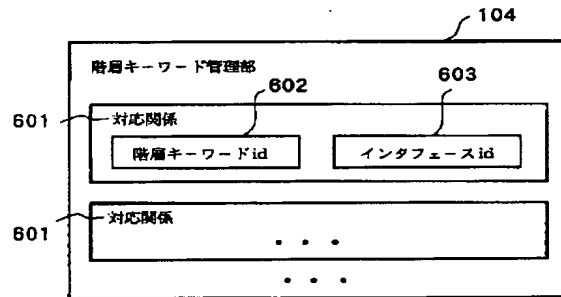 104
階層キーワード管理部
602
603
601
対応関係
階層キーワードid
インタフェースid
601
対応関係
・・・
・・・